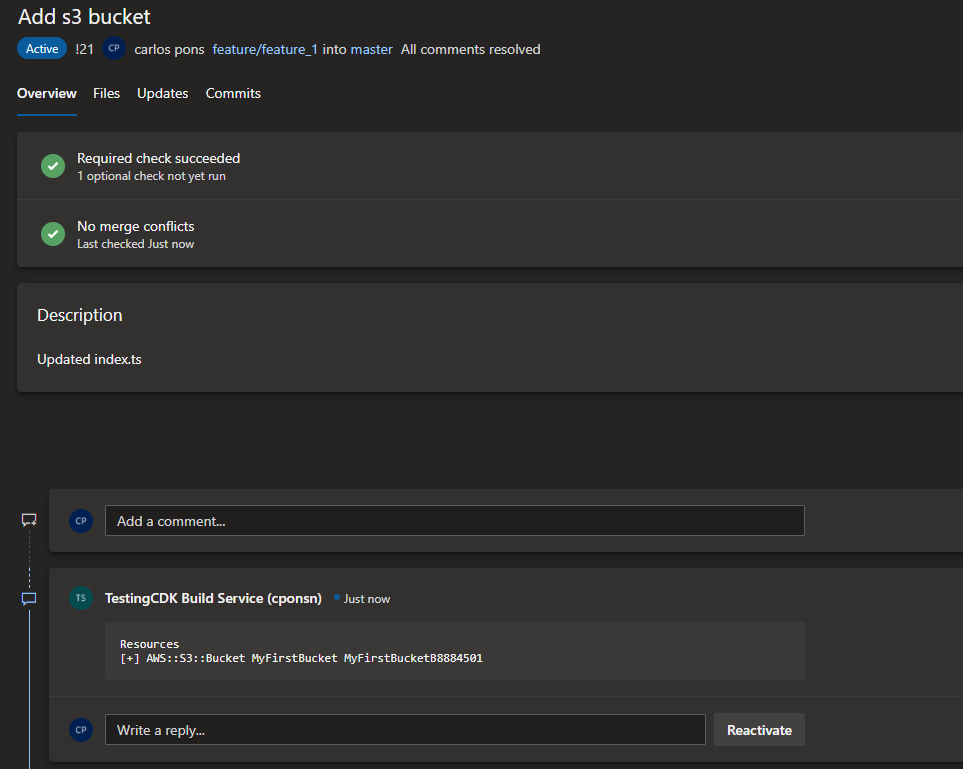 Add s3 bucket
Active !21 CP carlos pons feature/feature_1 into master All comments resolved
Overview Files Updates Commits
Required check succeeded
1 optional check not yet run
No merge conflicts
Last checked Just now
Description
Updated index.ts
CP Add a comment...
TS TestingCDK Build Service (cponsn) Just now
Resources
[+] AWS::S3::Bucket MyFirstBucket MyFirstBucketB8884501
CP Write a reply... Reactivate